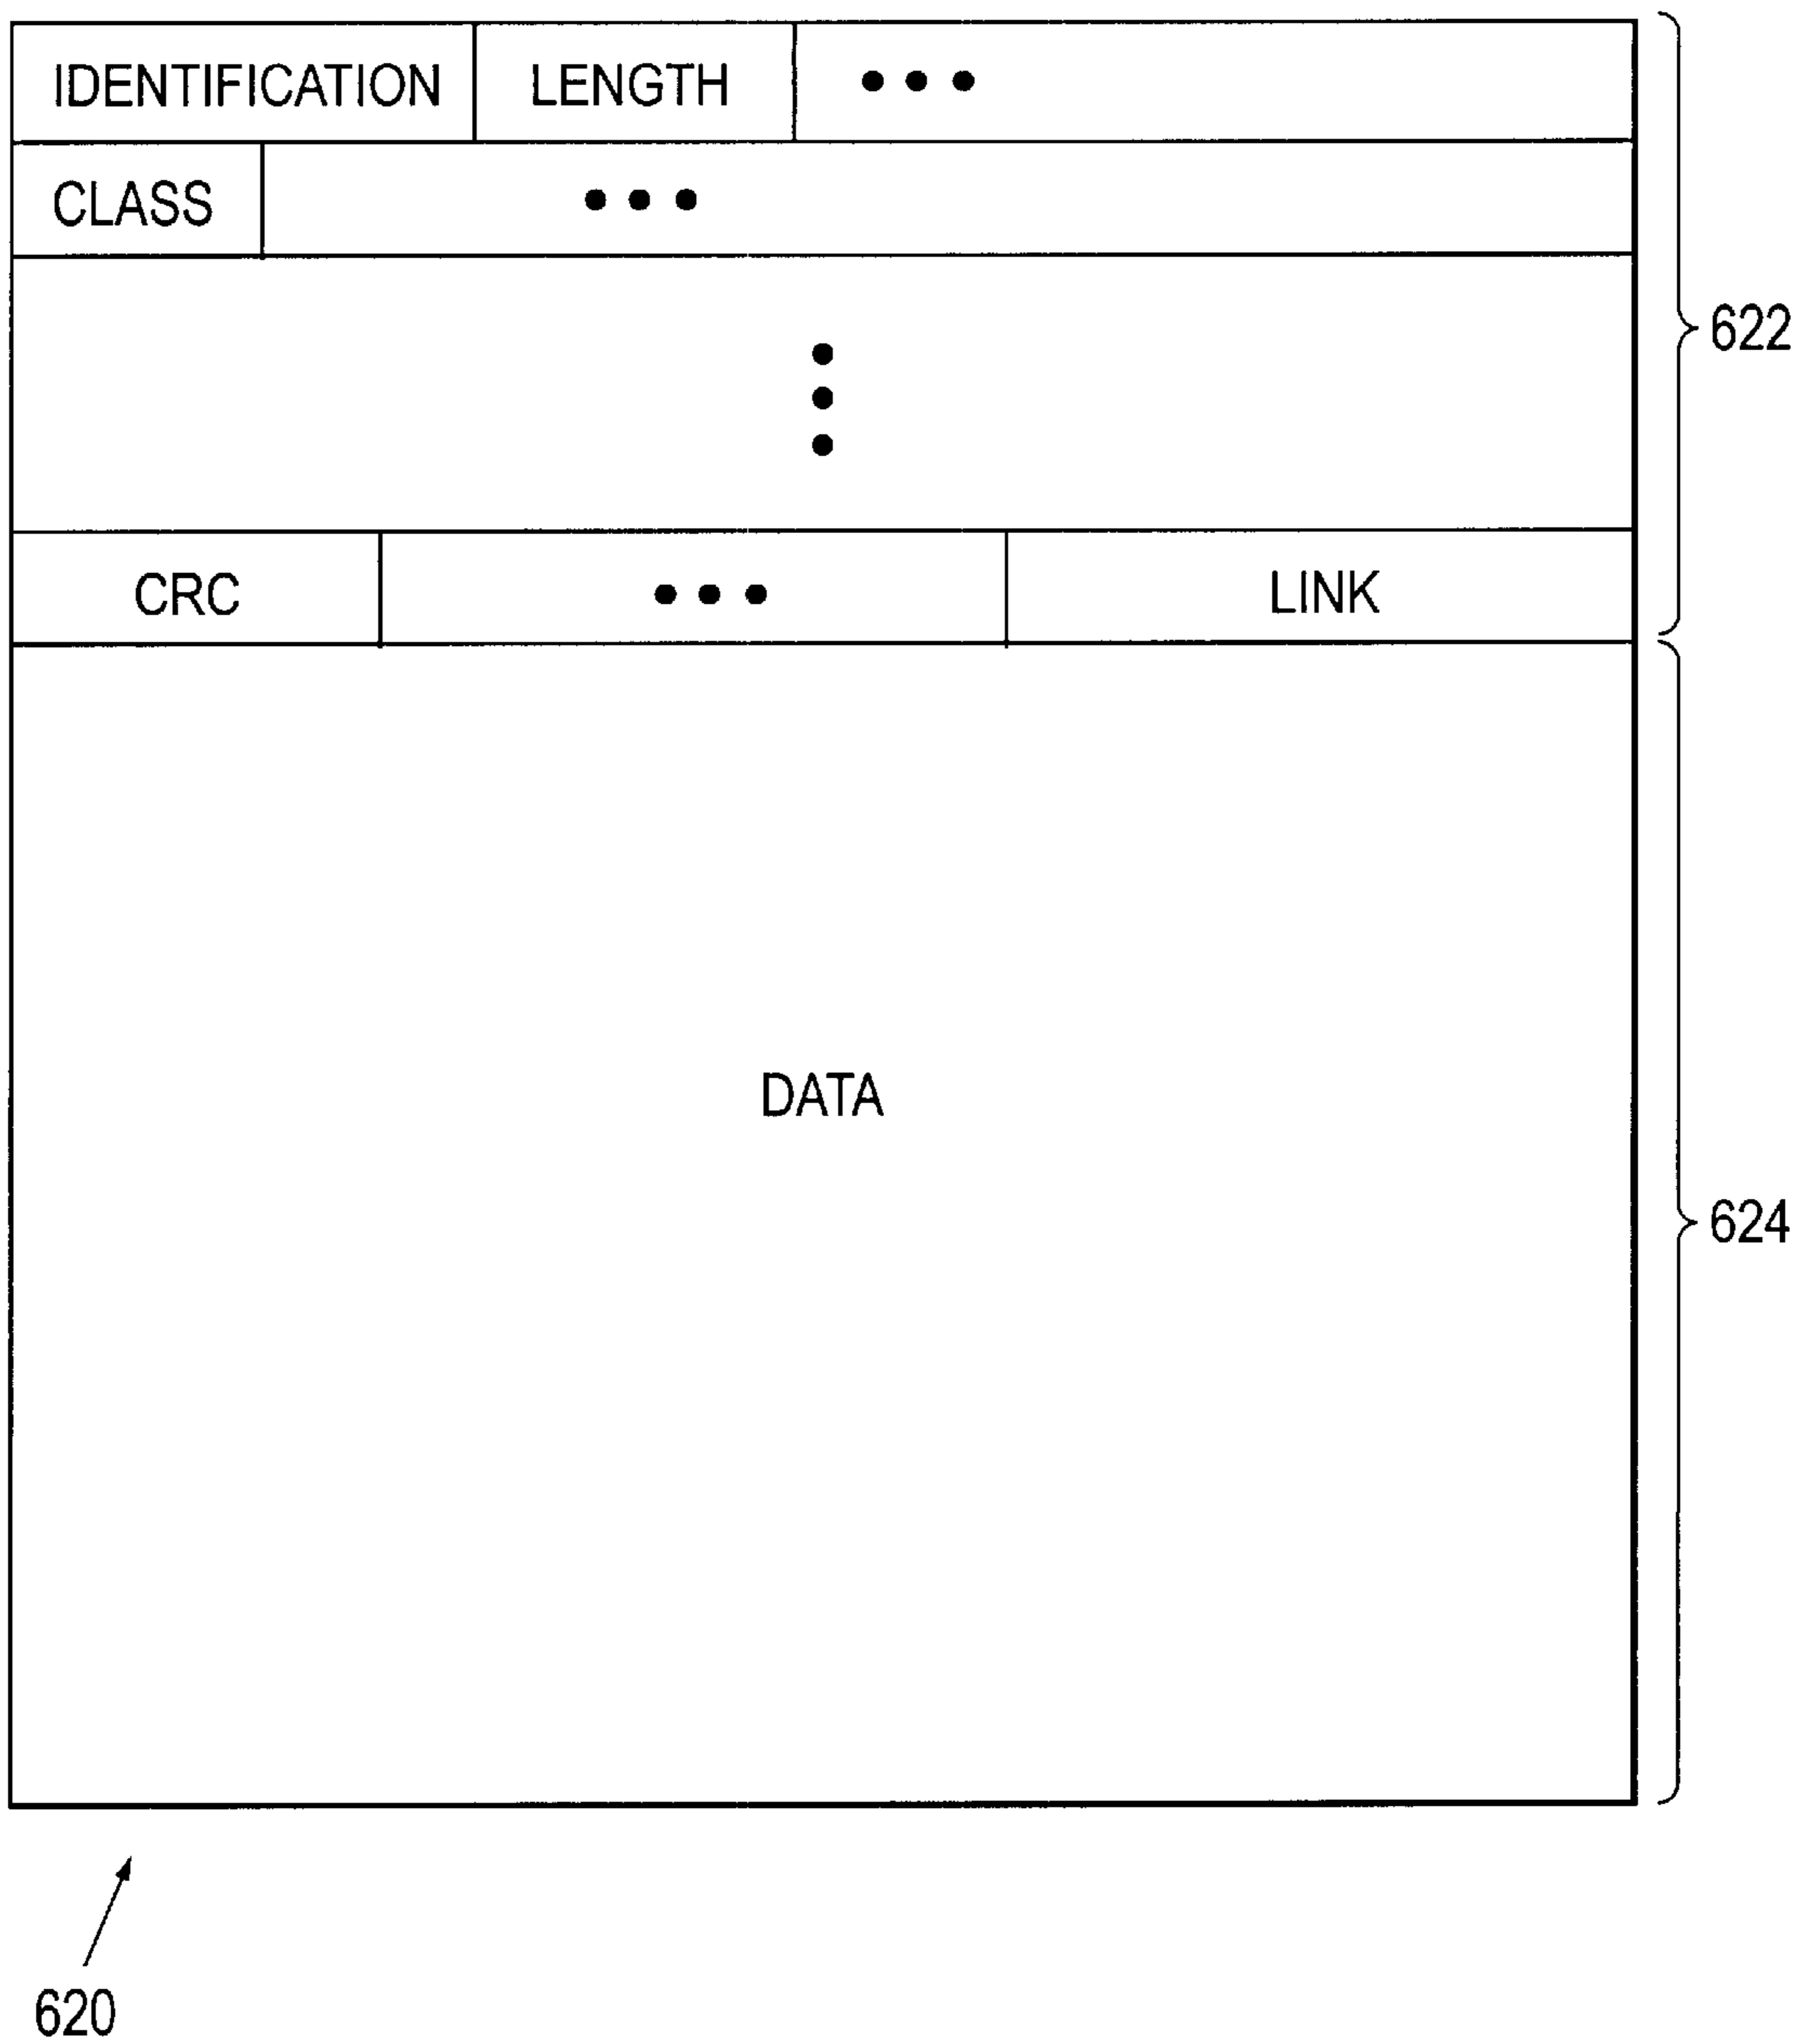 IDENTIFICATION LENGTH •••
CLASS •••
622
•
•
•
CRC ••• LINK
DATA
624
620